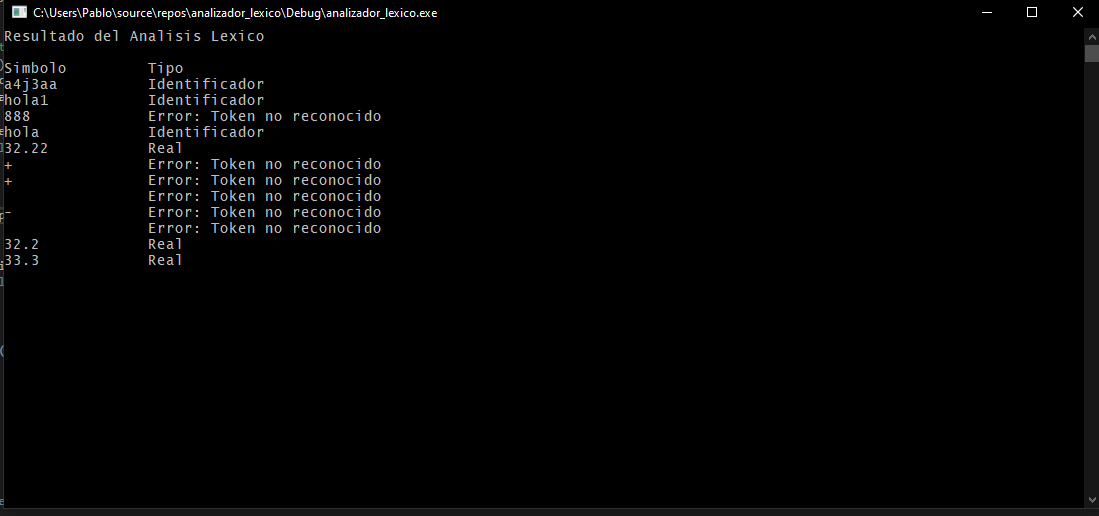 C:\Users\Pablo\source\repos\analizador_lexico\Debug\analizador_lexico.exe
Resultado del Analisis Lexico
Simbolo Tipo
a4j3aa Identificador
hola1 Identificador
888 Error: Token no reconocido
hola Identificador
32.22 Real
+ Error: Token no reconocido
+ Error: Token no reconocido
Error: Token no reconocido
- Error: Token no reconocido
Error: Token no reconocido
32.2 Real
33.3 Real